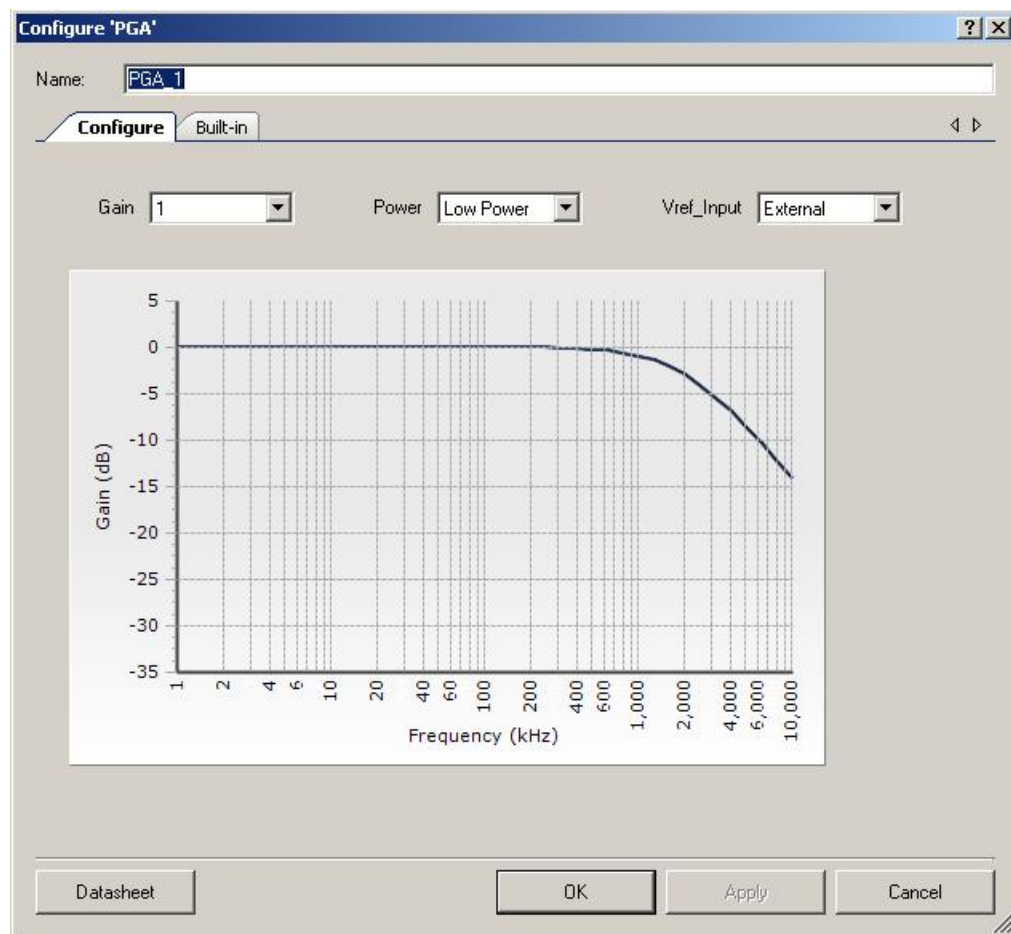 Configure 'PGA'
? X
Name: PGA_1
Configure Built-in
Gain 1 Power Low Power Vref_Input External
5
0
-5
-10
-15
-20
-25
-30
-35
Gain (dB)
1 2 4 6 10 20 40 60 100 200 400 600 1,000 2,000 4,000 6,000 10,000
Frequency (kHz)
Datasheet OK Apply Cancel